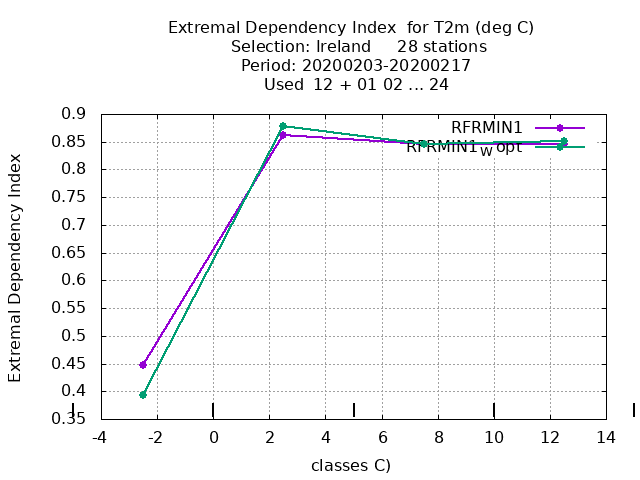 Extremal Dependency Index  for T2m (deg C)
Selection: Ireland     28 stations
Period: 20200203-20200217
Used  12 + 01 02 ... 24
Extremal Dependency Index
0.9
0.85
0.8
0.75
0.7
0.65
0.6
0.55
0.5
0.45
0.4
0.35
RFRMIN1
RFRMIN1w opt
-4 -2 0 2 4 6 8 10 12 14
classes C)